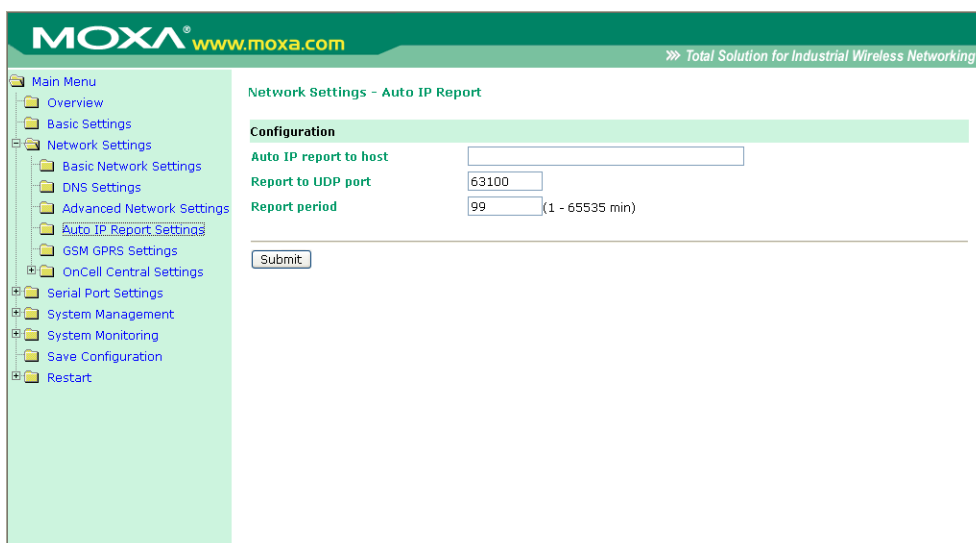 MOXA® www.moxa.com
Total Solution for Industrial Wireless Networking
Main Menu
Overview
Basic Settings
Network Settings
Basic Network Settings
DNS Settings
Advanced Network Settings
Auto IP Report Settings
GSM GPRS Settings
OnCell Central Settings
Serial Port Settings
System Management
System Monitoring
Save Configuration
Restart
Network Settings - Auto IP Report
Configuration
Auto IP report to host
Report to UDP port 63100
Report period 99 (1 - 65535 min)
Submit